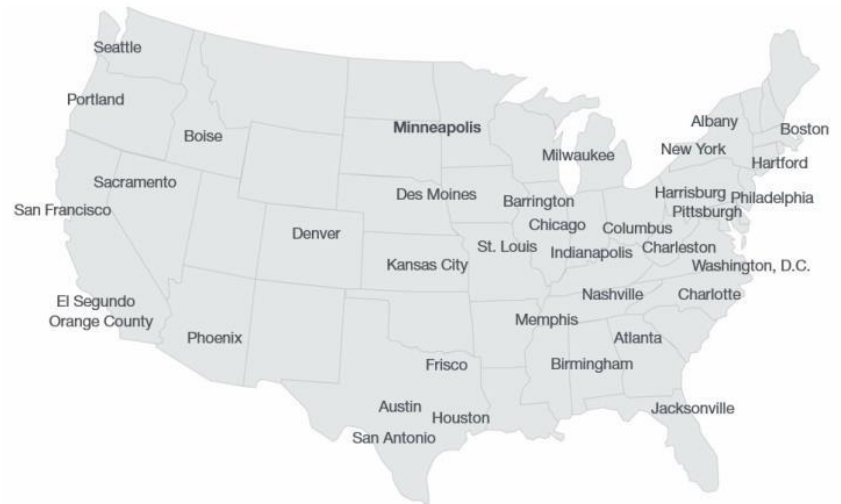 Seattle
Portland
Boise
Minneapolis
Albany
Boston
New York
Milwaukee
Hartford
Sacramento
Des Moines
Barrington
Harrisburg
Philadelphia
San Francisco
Pittsburgh
Chicago
Columbus
Denver
St. Louis
Indianapolis
Charleston
Kansas City
Washington, D.C.
El Segundo
Nashville
Charlotte
Orange County
Memphis
Phoenix
Atlanta
Frisco
Birmingham
Austin
Houston
Jacksonville
San Antonio